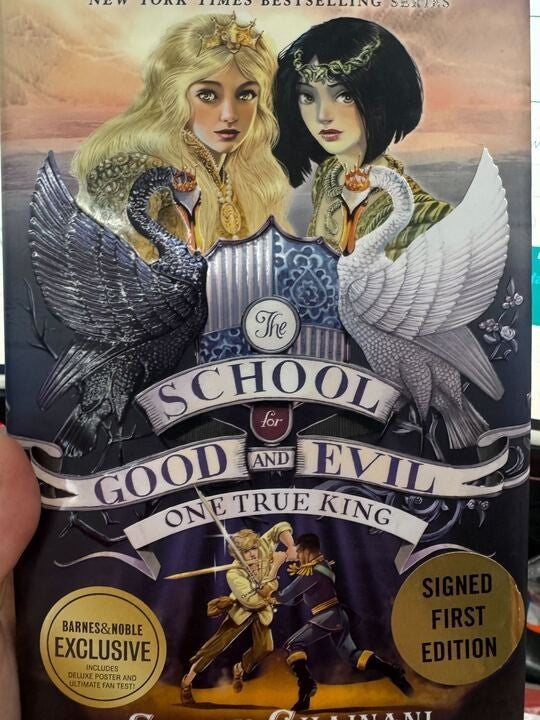 NEW YORK TIMES BESTSELLING SERIES
The
SCHOOL
for
GOOD AND EVIL
ONE TRUE KING
BARNES&NOBLE
EXCLUSIVE
INCLUDES
DELUXE POSTER AND
ULTIMATE FAN TEST!
SIGNED
FIRST
EDITION